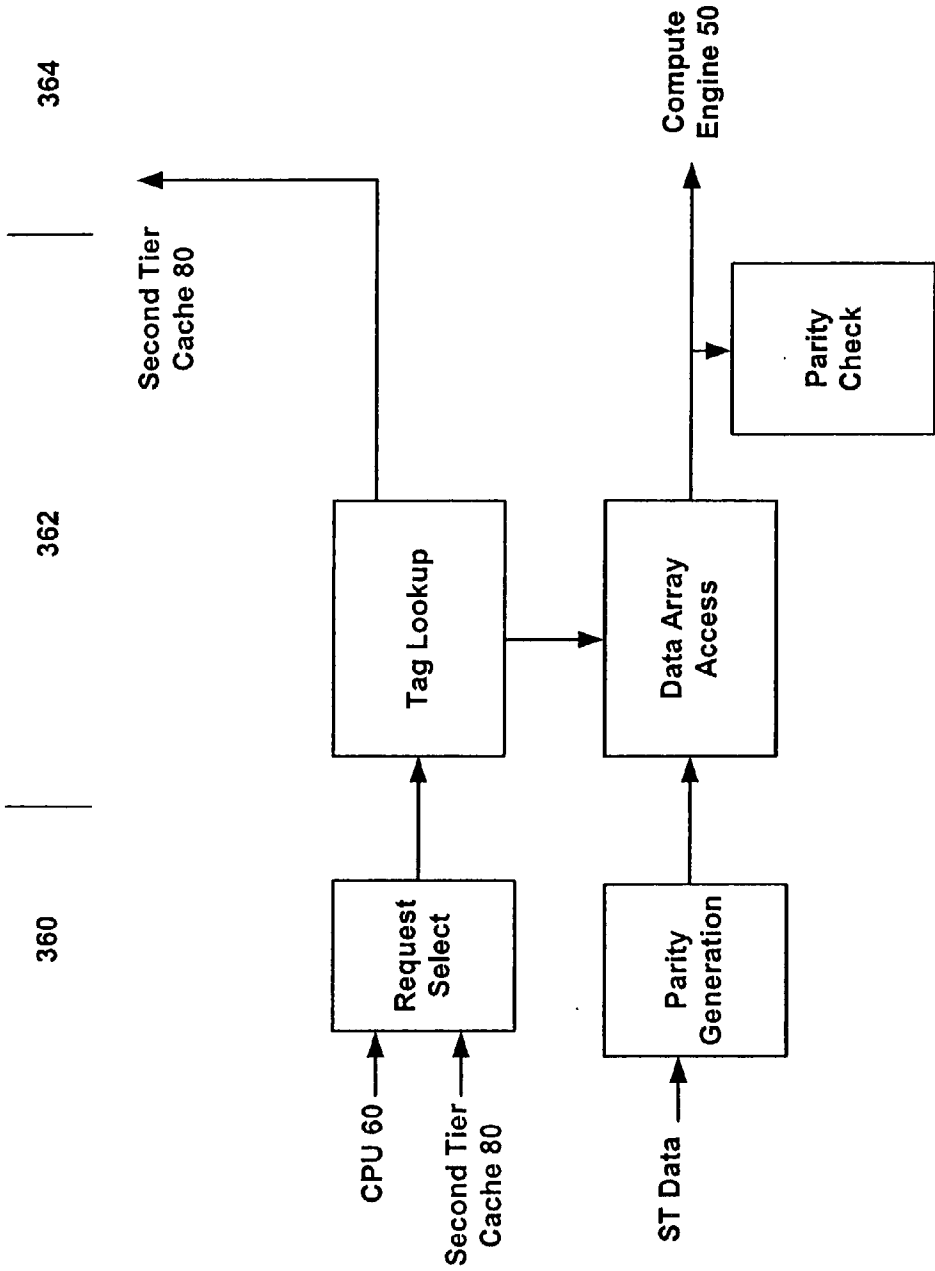 360
362
364
Second Tier
Cache 80
CPU 60
Second Tier
Cache 80
Request
Select
Tag Lookup
ST Data
Parity
Generation
Data Array
Access
Parity
Check
Compute
Engine 50